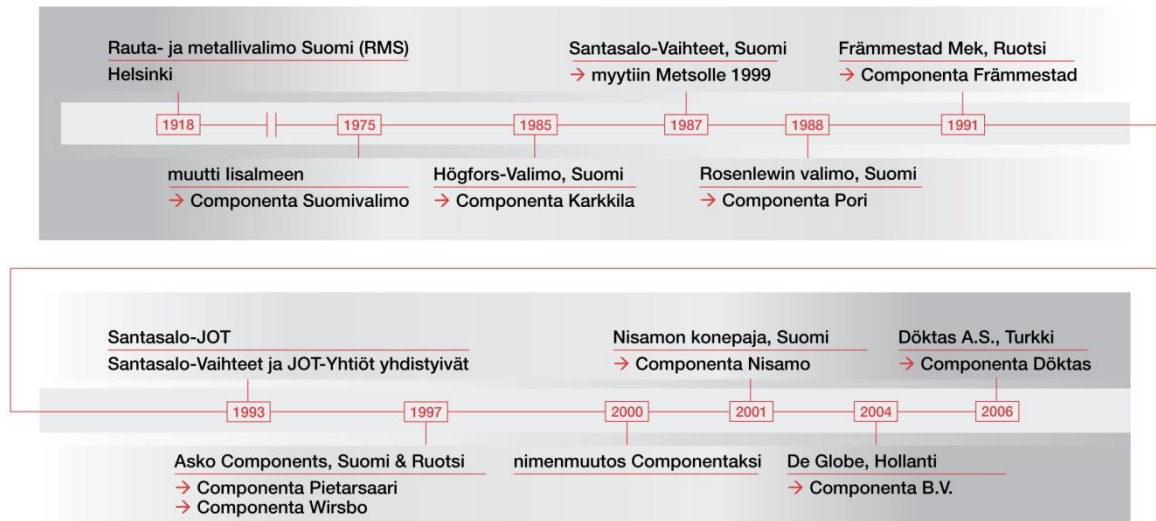 Rauta- ja metallivalimo Suomi (RMS)
Helsinki
Santasalo-Vaihteet, Suomi
→ myytiin Metsolle 1999
Främmestad Mek, Ruotsi
→ Componenta Främmestad
1918
1975
1985
1987
1988
1991
muutti Iisalmeen
→ Componenta Suomivalimo
Högfors-Valimo, Suomi
→ Componenta Karkkila
Rosenlewin valimo, Suomi
→ Componenta Pori
Santasalo-JOT
Santasalo-Vaihteet ja JOT-Yhtiöt yhdistyivät
Nisamon konepaja, Suomi
→ Componenta Nisamo
Döktas A.S., Turkki
→ Componenta Döktas
1993
1997
2000
2001
2004
2006
Asko Components, Suomi & Ruotsi
→ Componenta Pietarsaari
→ Componenta Wirsbo
nimenmuutos Componentaksi
De Globe, Hollanti
→ Componenta B.V.